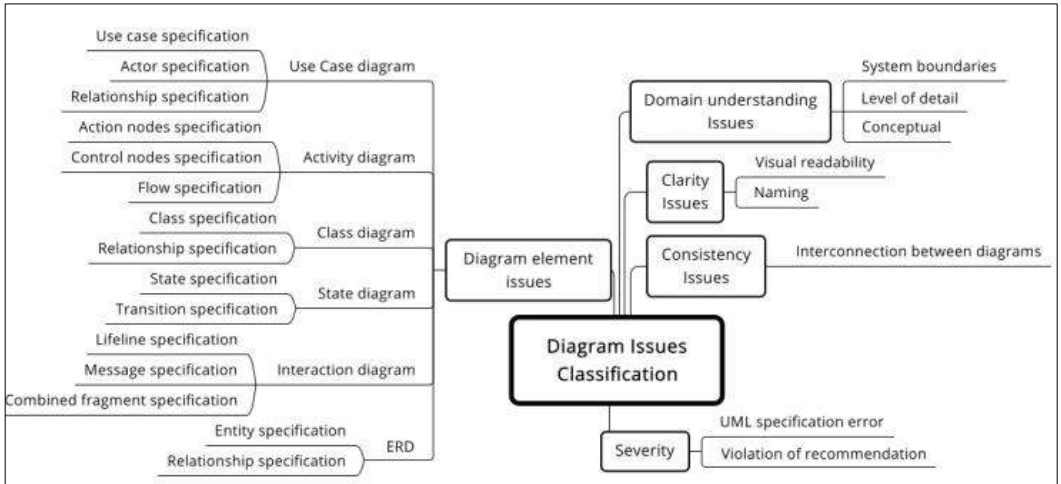 Use case specification
Actor specification
Relationship specification
Use Case diagram
Action nodes specification
Control nodes specification
Flow specification
Activity diagram
Class specification
Relationship specification
Class diagram
State specification
Transition specification
State diagram
Lifeline specification
Message specification
Combined fragment specification
Interaction diagram
Entity specification
Relationship specification
ERD
Diagram element
issues
Domain understanding
Issues
System boundaries
Level of detail
Conceptual
Clarity
Issues
Visual readability
Naming
Consistency
Issues
Interconnection between diagrams
Diagram Issues
Classification
Severity
UML specification error
Violation of recommendation